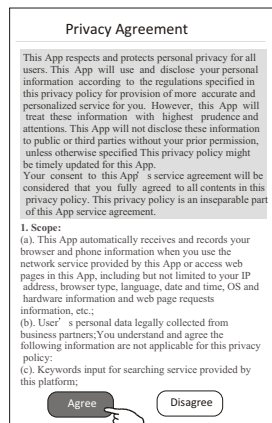 Privacy Agreement
This App respects and protects personal privacy for all
users. This App will use and disclose your personal
information according to the regulations specified in
this privacy policy for provision of more accurate and
personalized service for you. However, this App will
treat these information with highest prudence and
attentions. This App will not disclose these information
to public or third parties without your prior permission,
unless otherwise specified This privacy policy might
be timely updated for this App.
Your consent to this App' s service agreement will be
considered that you fully agreed to all contents in this
privacy policy. This privacy policy is an inseparable part
of this App service agreement.
1. Scope:
(a). This App automatically receives and records your
browser and phone information when you use the
network service provided by this App or access web
pages in this App, including but not limited to your IP
address, browser type, language, date and time, OS and
hardware information and web page requests
information, etc.;
(b). User' s personal data legally collected from
business partners;You understand and agree the
following information are not applicable for this privacy
policy:
(c). Keywords input for searching service provided by
this platform;
Agree
Disagree